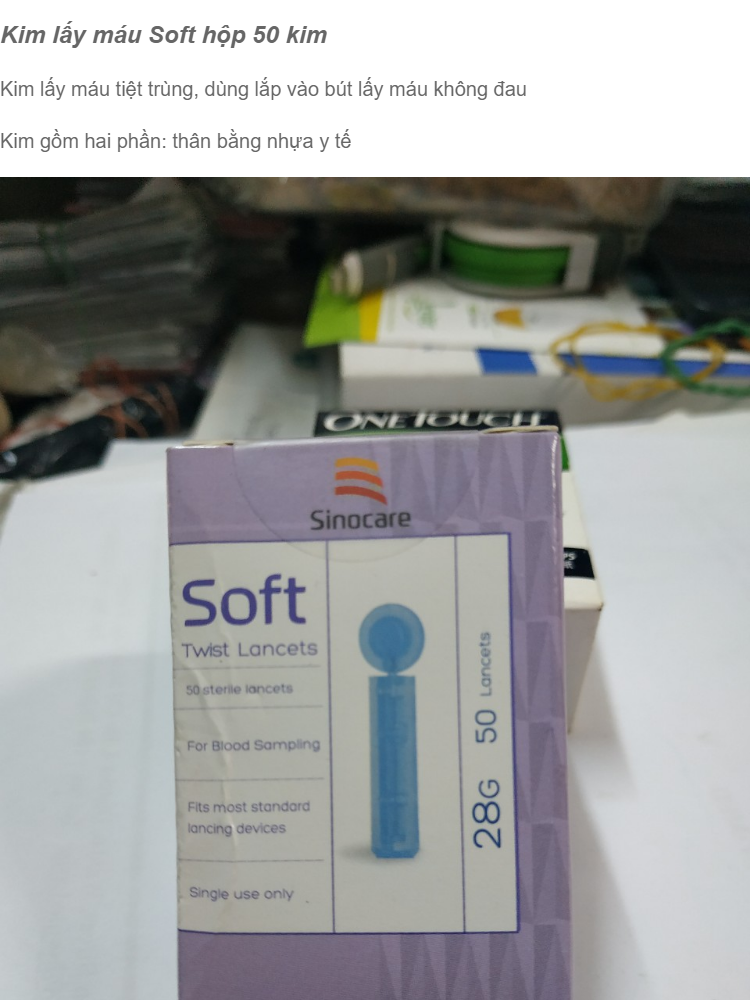 Kim lấy máu Soft hộp 50 kim
Kim lấy máu tiệt trùng, dùng lắp vào bút lấy máu không đau
Kim gồm hai phần: thân bằng nhựa y tế
ONETOUCH
Sinocare
Soft
Twist Lancets
50 sterile lancets
For Blood Sampling
Fits most standard
lancing devices
Single use only
28G 50 Lancets